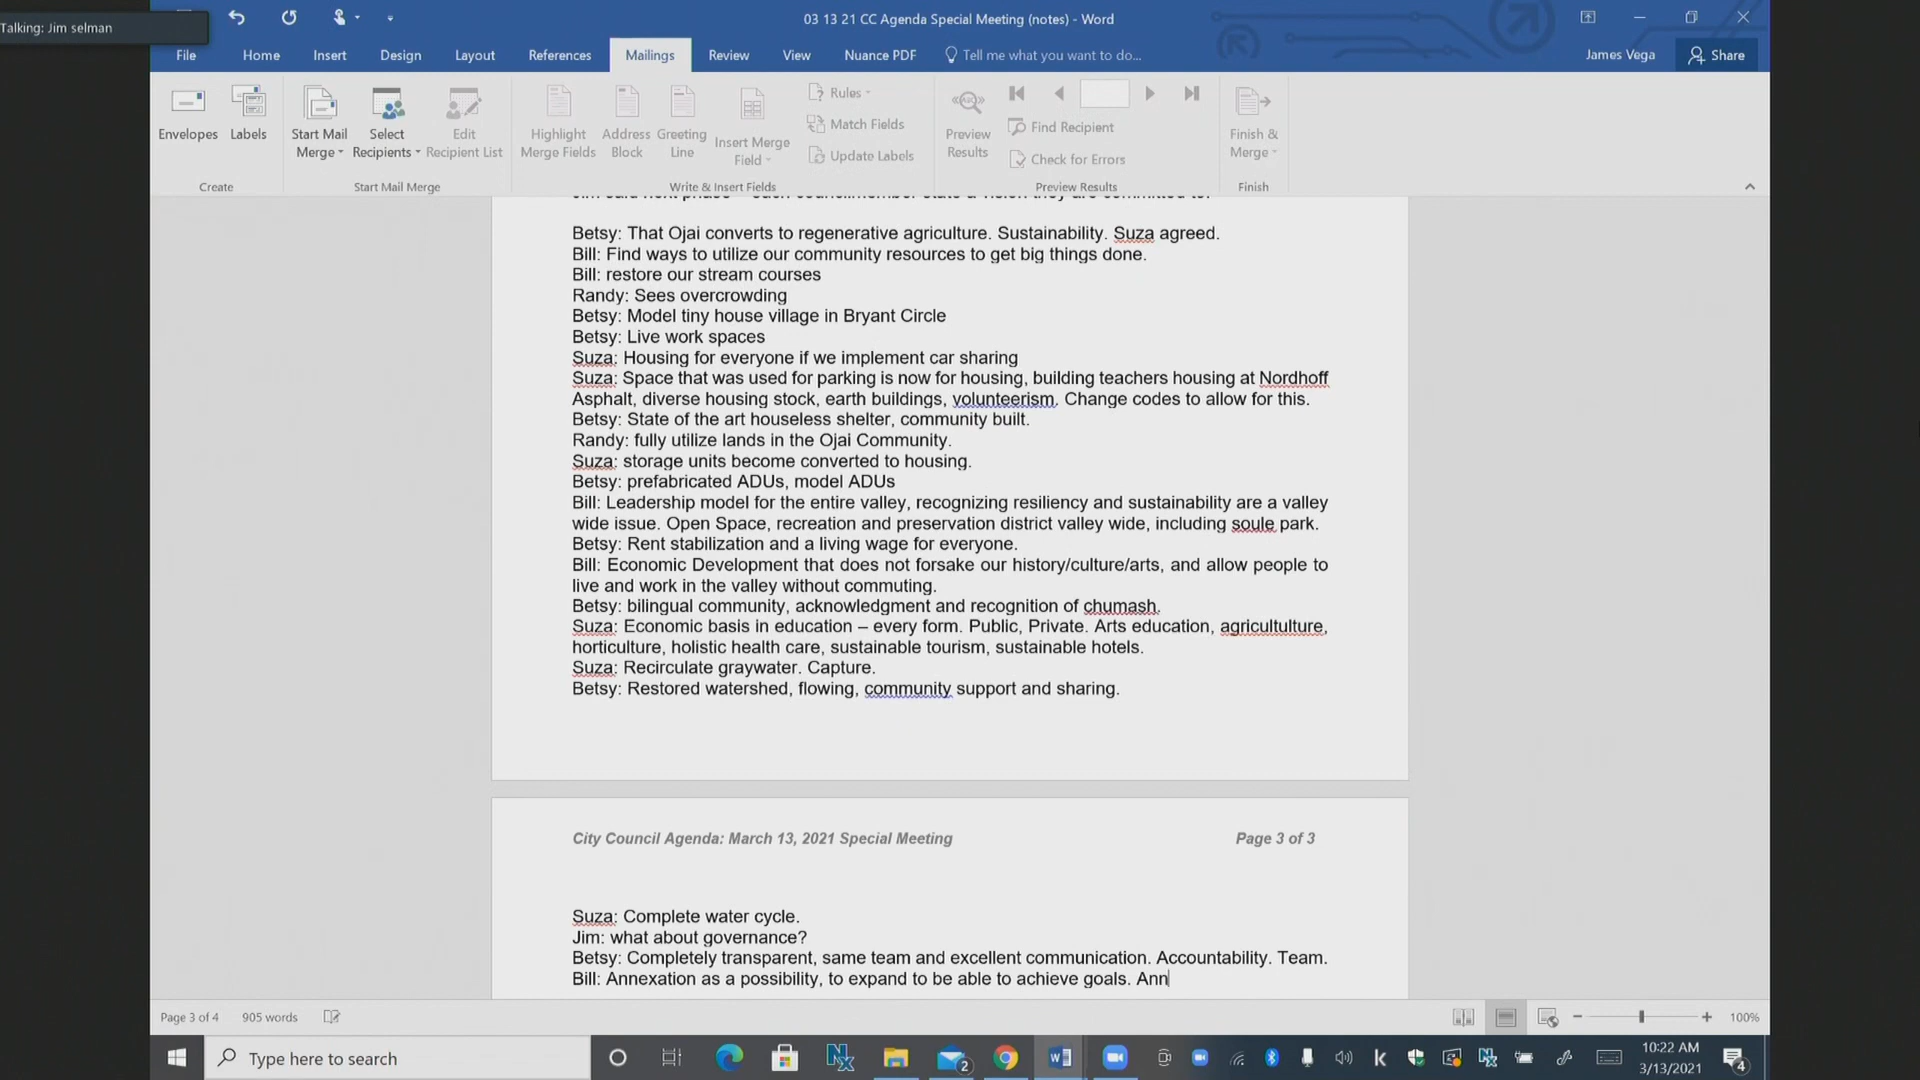 Talking: Jim selman
03 13 21 CC Agenda Special Meeting (notes) - Word
File Home Insert Design Layout References Mailings Review View Nuance PDF Tell me what you want to do... James Vega Share
Envelopes
Labels
Start Mail Merge
Select Recipients
Edit Recipient List
Highlight Merge Fields
Address Block
Greeting Line
Insert Merge Field
Rules
Match Fields
Update Labels
Preview Results
Find Recipient
Check for Errors
Finish & Merge
Create Start Mail Merge Write & Insert Fields Preview Results Finish
Jim said next phase – each councilmember state a vision they are committed to.
Betsy: That Ojai converts to regenerative agriculture. Sustainability. Suza agreed.
Bill: Find ways to utilize our community resources to get big things done.
Bill: restore our stream courses
Randy: Sees overcrowding
Betsy: Model tiny house village in Bryant Circle
Betsy: Live work spaces
Suza: Housing for everyone if we implement car sharing
Suza: Space that was used for parking is now for housing, building teachers housing at Nordhoff
Asphalt, diverse housing stock, earth buildings, volunteerism. Change codes to allow for this.
Betsy: State of the art houseless shelter, community built.
Randy: fully utilize lands in the Ojai Community.
Suza: storage units become converted to housing.
Betsy: prefabricated ADUs, model ADUs
Bill: Leadership model for the entire valley, recognizing resiliency and sustainability are a valley
wide issue. Open Space, recreation and preservation district valley wide, including soule park.
Betsy: Rent stabilization and a living wage for everyone.
Bill: Economic Development that does not forsake our history/culture/arts, and allow people to
live and work in the valley without commuting.
Betsy: bilingual community, acknowledgment and recognition of chumash.
Suza: Economic basis in education – every form. Public, Private. Arts education, agricultulture,
horticulture, holistic health care, sustainable tourism, sustainable hotels.
Suza: Recirculate graywater. Capture.
Betsy: Restored watershed, flowing, community support and sharing.
City Council Agenda: March 13, 2021 Special Meeting Page 3 of 3
Suza: Complete water cycle.
Jim: what about governance?
Betsy: Completely transparent, same team and excellent communication. Accountability. Team.
Bill: Annexation as a possibility, to expand to be able to achieve goals. Ann
Page 3 of 4 905 words 100%
Type here to search
2
10:22 AM
3/13/2021
4